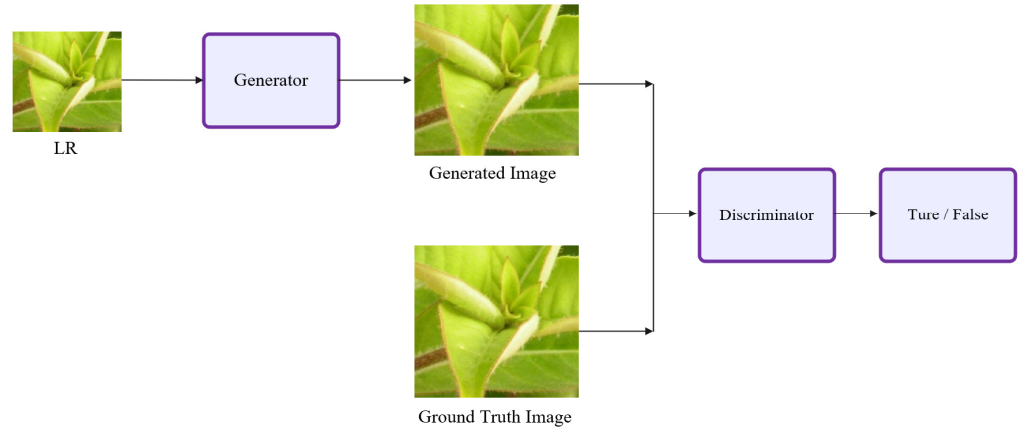 LR
Generator
Generated Image
Discriminator
Ture / False
Ground Truth Image